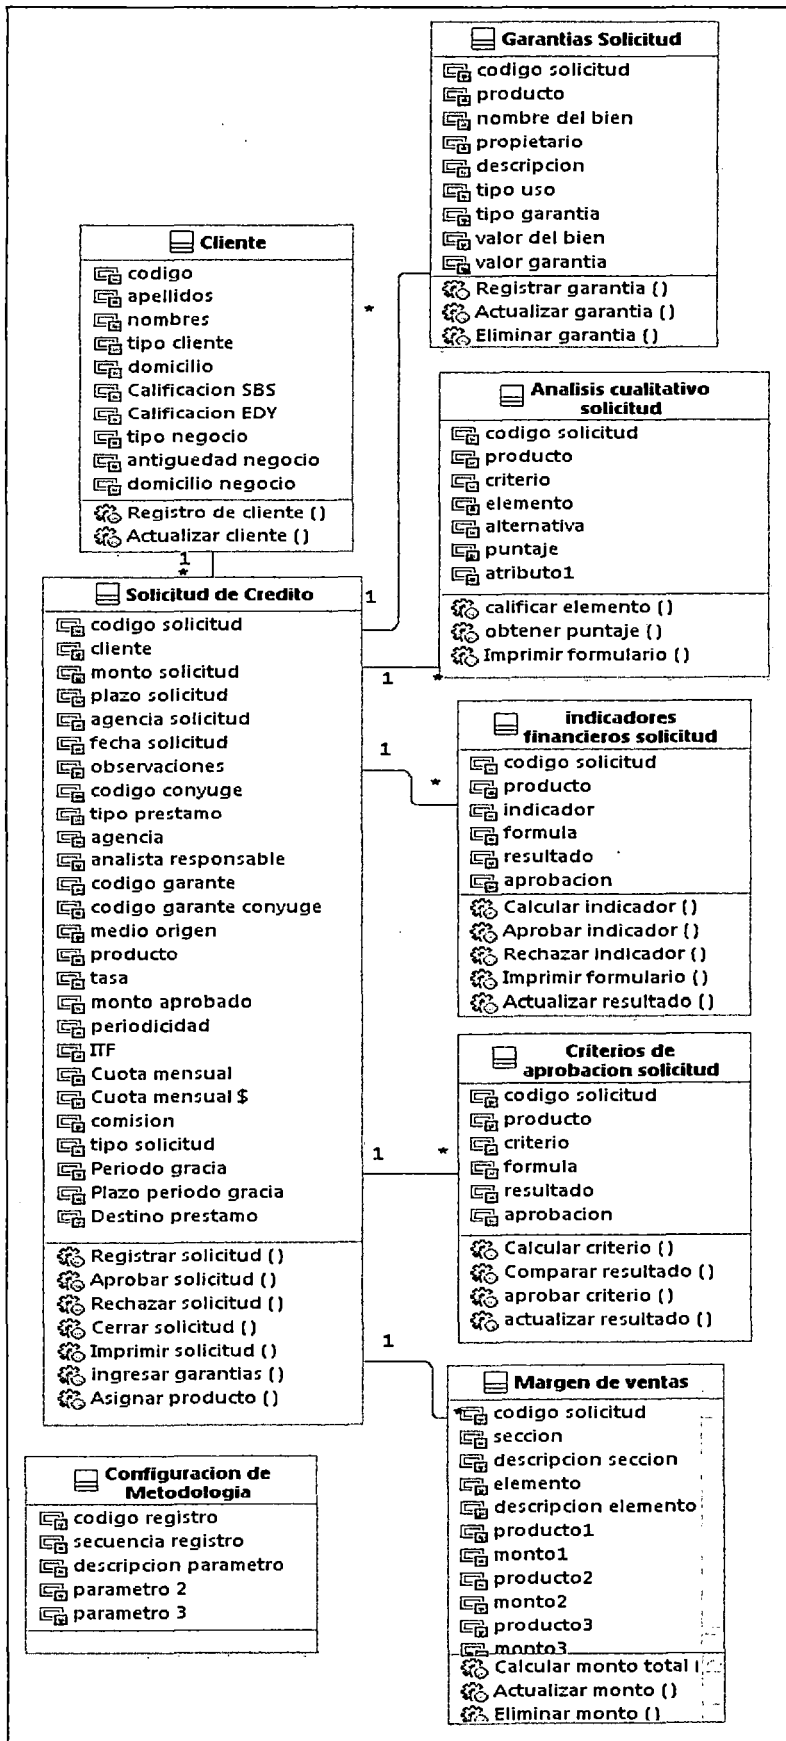 Garantias Solicitud
codigo solicitud
producto
nombre del bien
propietario
descripcion
tipo uso
tipo garantia
valor del bien
valor garantia
Registrar garantia ()
Actualizar garantia ()
Eliminar garantia ()
Cliente
codigo
apellidos
nombres
tipo cliente
domicilio
Calificacion SBS
Calificacion EDY
tipo negocio
antiguedad negocio
domicilio negocio
Registro de cliente ()
Actualizar cliente ()
*
1
*
Analisis cualitativo
solicitud
codigo solicitud
producto
criterio
elemento
alternativa
puntaje
atributo1
calificar elemento ()
obtener puntaje ()
Imprimir formulario ()
Solicitud de Credito
codigo solicitud
cliente
monto solicitud
plazo solicitud
agencia solicitud
fecha solicitud
observaciones
codigo conyuge
tipo prestamo
agencia
analista responsable
codigo garante
codigo garante conyuge
medio origen
producto
tasa
monto aprobado
periodicidad
ITF
Cuota mensual
Cuota mensual $
comision
tipo solicitud
Periodo gracia
Plazo periodo gracia
Destino prestamo
Registrar solicitud ()
Aprobar solicitud ()
Rechazar solicitud ()
Cerrar solicitud ()
Imprimir solicitud ()
ingresar garantias ()
Asignar producto ()
1
1 *
1 *
1 *
1
*
indicadores
financieros solicitud
codigo solicitud
producto
indicador
formula
resultado
aprobacion
Calcular indicador ()
Aprobar indicador ()
Rechazar indicador ()
Imprimir formulario ()
Actualizar resultado ()
Criterios de
aprobacion solicitud
codigo solicitud
producto
criterio
formula
resultado
aprobacion
Calcular criterio ()
Comparar resultado ()
aprobar criterio ()
actualizar resultado ()
Margen de ventas
codigo solicitud
seccion
descripcion seccion
elemento
descripcion elemento
producto1
monto1
producto2
monto2
producto3
monto3
Calcular monto total (
Actualizar monto ()
Eliminar monto ()
Configuracion de
Metodologia
codigo registro
secuencia registro
descripcion parametro
parametro 2
parametro 3